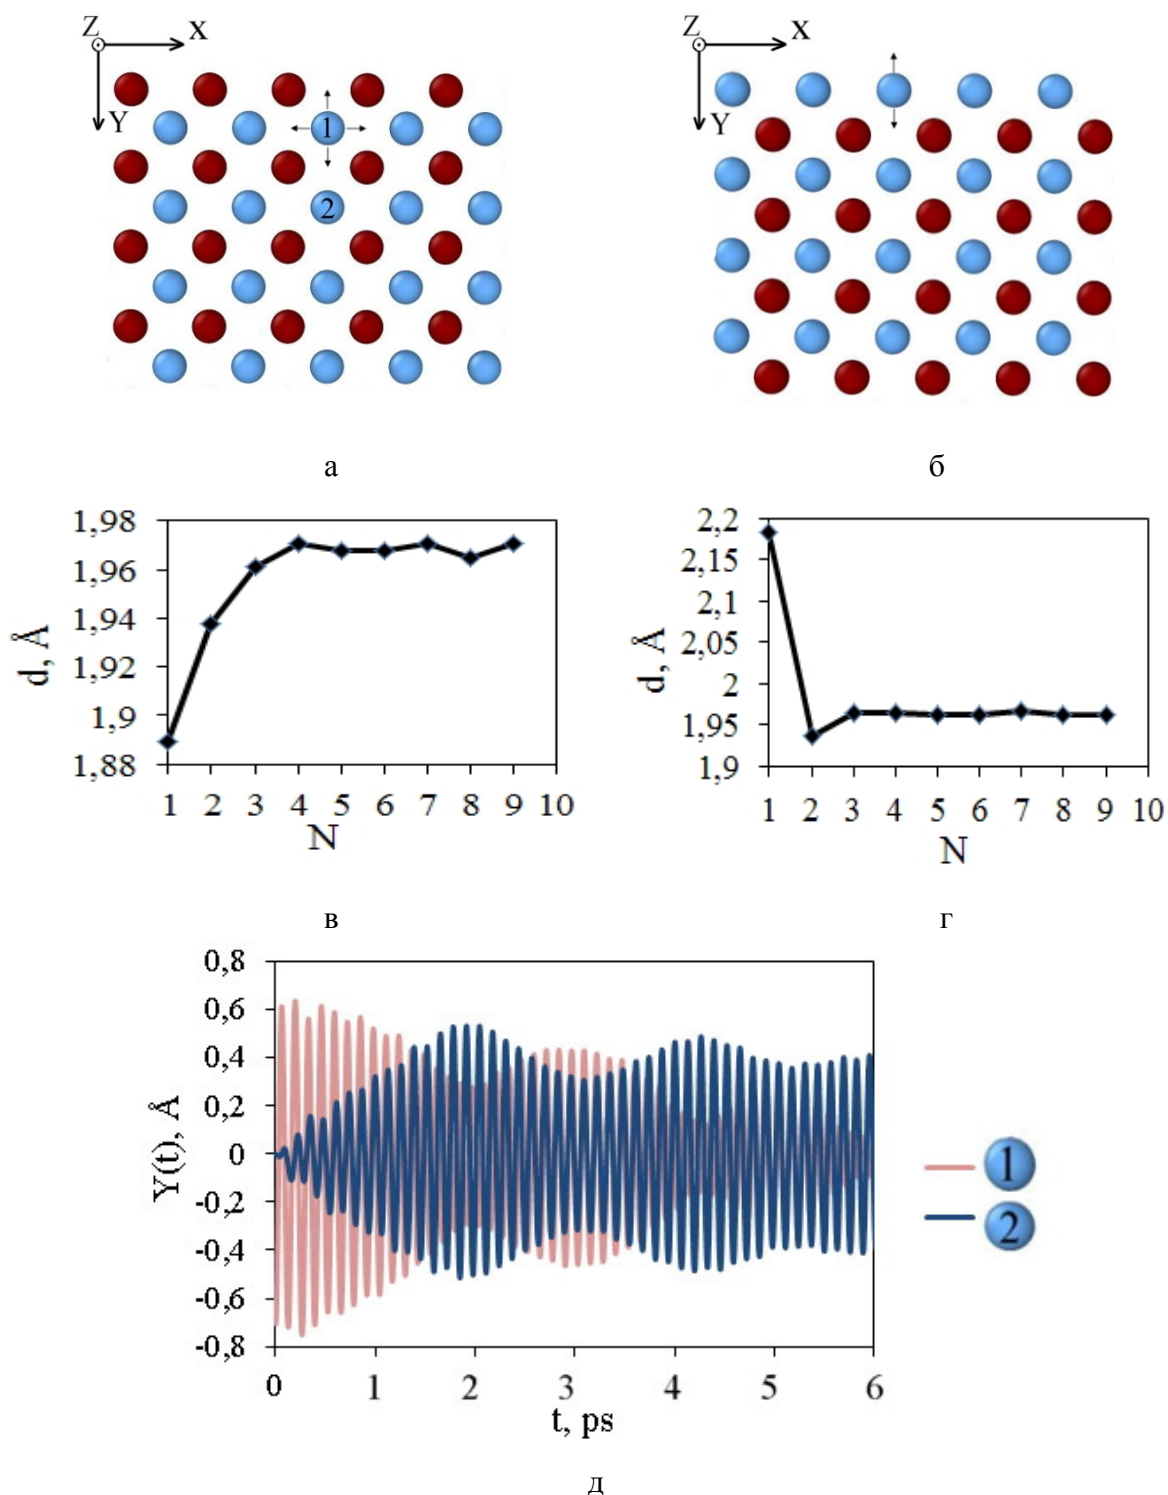 Z X Z X
Y 1 Y
2
а б
1,98 2,2
1,96 2,15
1,94 2,1
1,92 2,05
1,9 2
1,88 1,95
1,9
d, Å d, Å
1 2 3 4 5 6 7 8 9 10 1 2 3 4 5 6 7 8 9 10
N N
в г
0,8
0,6
0,4
0,2
0
-0,2
-0,4
-0,6
-0,8
Y(t), Å
1
2
0 1 2 3 4 5 6
t, ps
д